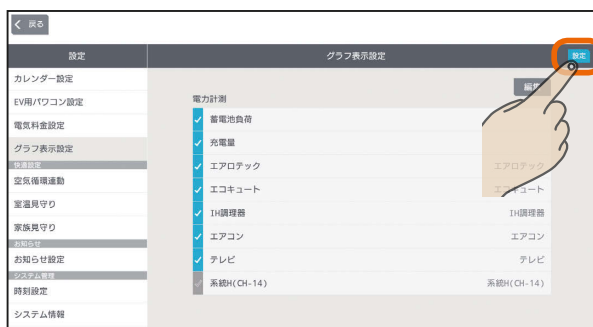 戻る
設定
グラフ表示設定
設定
カレンダー設定
EV用パワコン設定
電気料金設定
グラフ表示設定
快適設定
空気循環連動
室温見守り
家族見守り
お知らせ
お知らせ設定
システム管理
時刻設定
システム情報
電力計測
蓄電池負荷
充電量
エアロテック
エアロテック
エコキュート
IH調理器
IH調理器
エアコン
エアコン
テレビ
テレビ
系統H(CH-14)
系統H(CH-14)